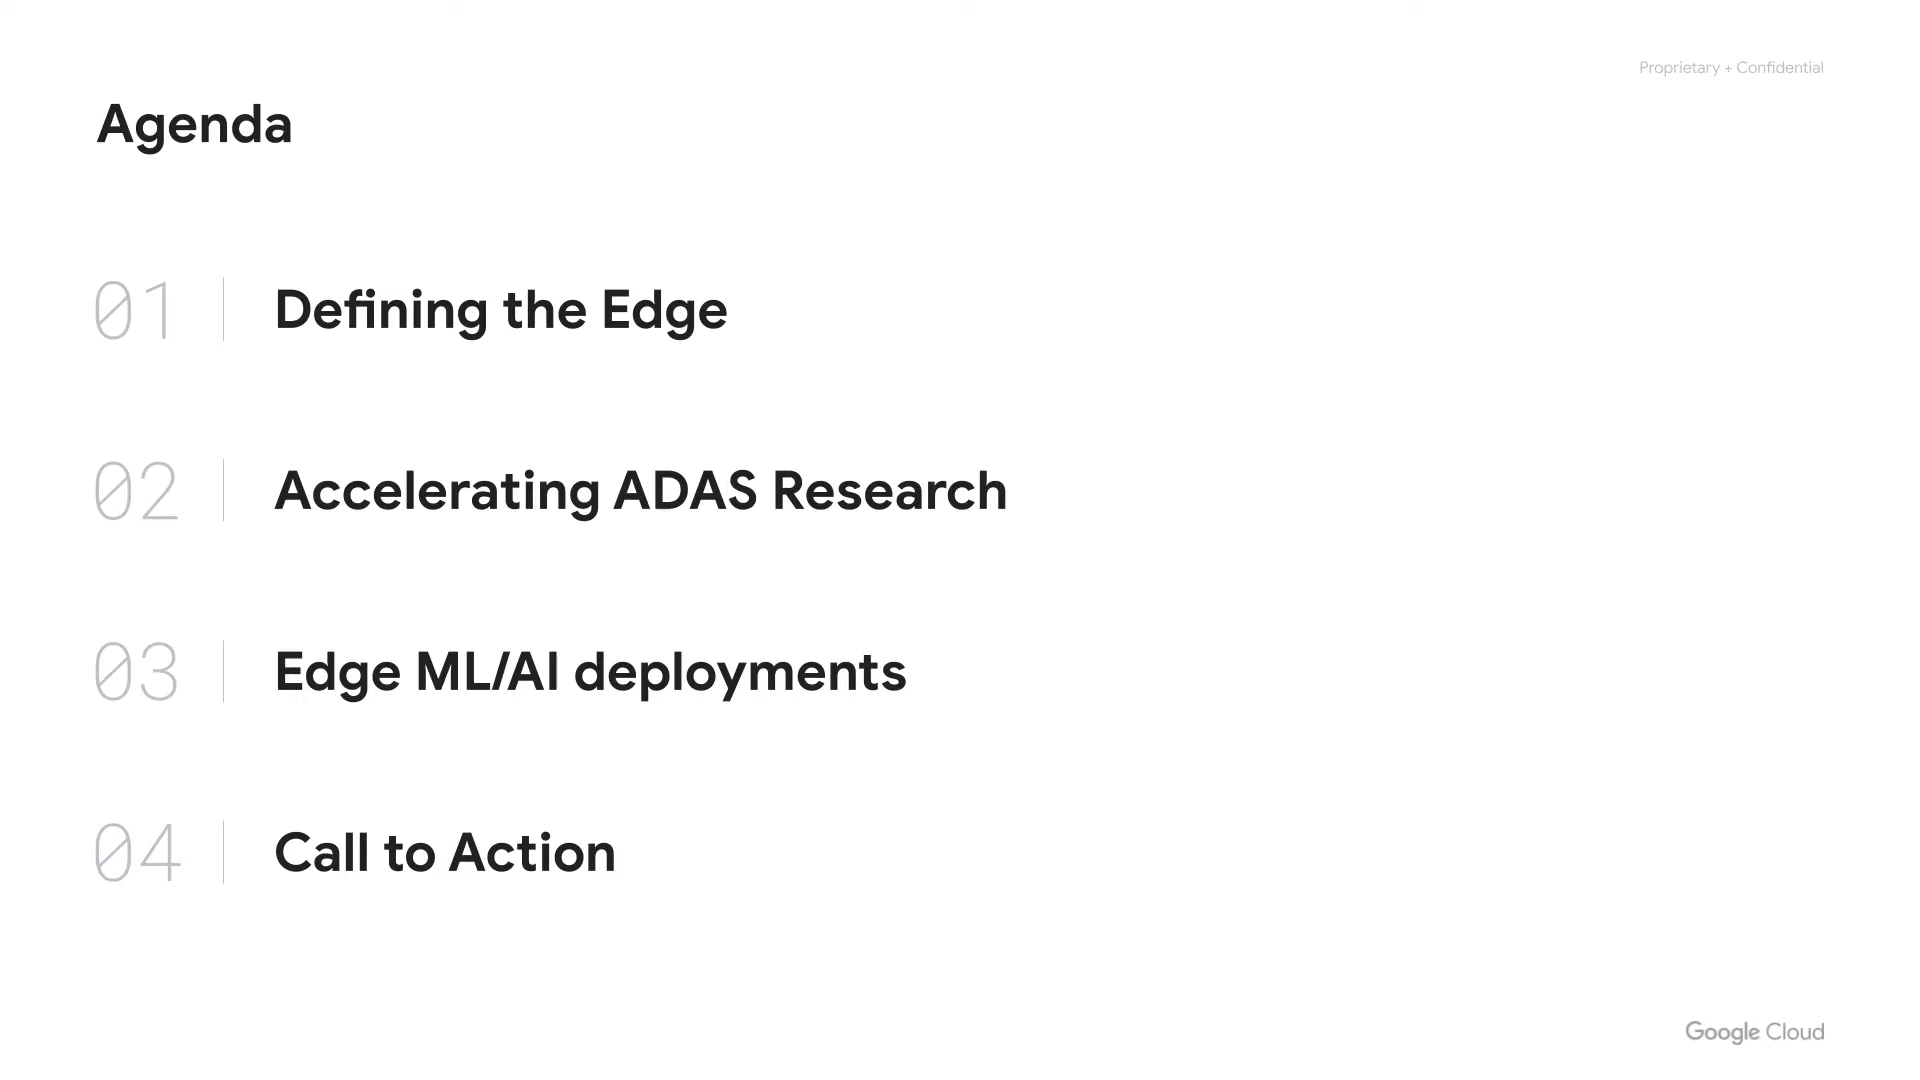 Proprietary + Confidential
Agenda
01 Defining the Edge
02 Accelerating ADAS Research
03 Edge ML/AI deployments
04 Call to Action
Google Cloud